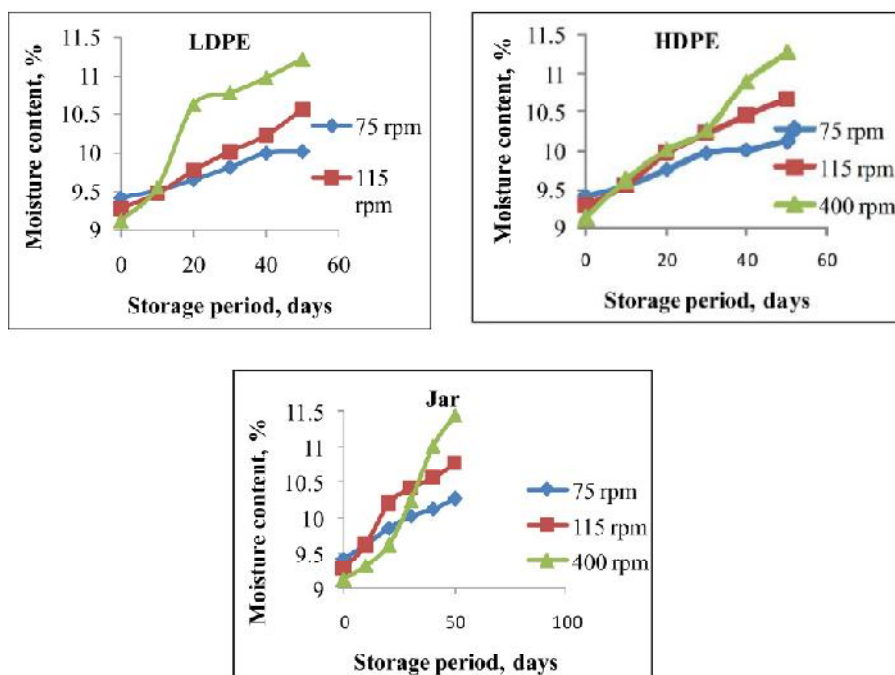 LDPE
11.5
11
10.5
10
9.5
9
0 20 40 60
Moisture content, %
Storage period, days
75 rpm
115
rpm
HDPE
11.5
11
10.5
10
9.5
9
0 20 40 60
Moisture content, %
Storage period, days
75 rpm
115 rpm
400 rpm
Jar
11.5
11
10.5
10
9.5
9
0 50 100
Moisture content, %
Storage period, days
75 rpm
115 rpm
400 rpm